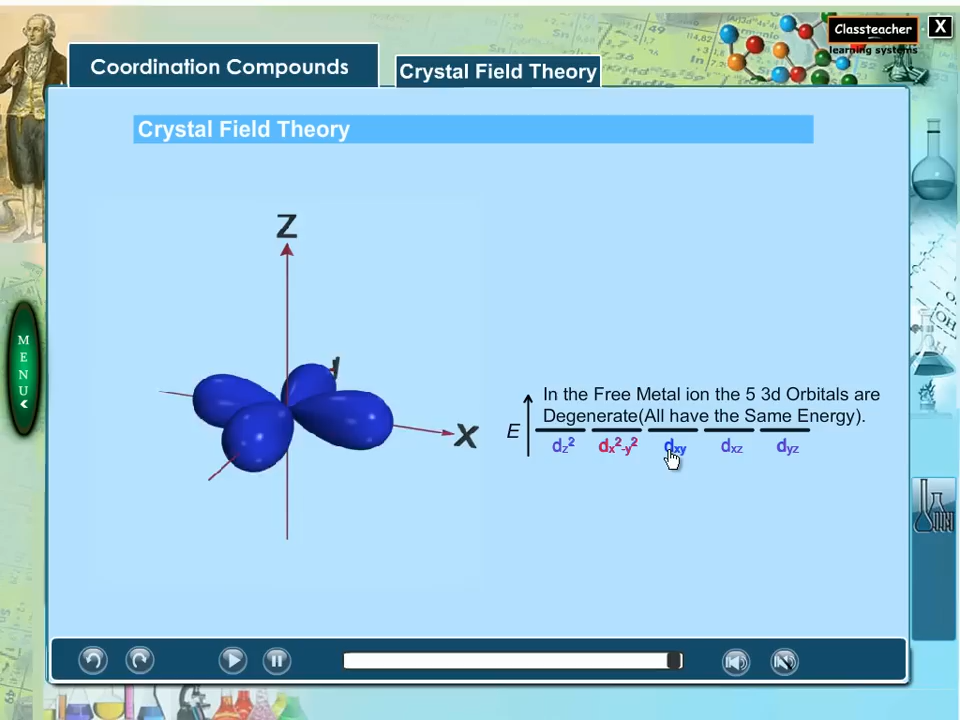 Classteacher
learning systems
X
Coordination Compounds
Crystal Field Theory
Crystal Field Theory
Z
X
MENU
In the Free Metal ion the 5 3d Orbitals are
Degenerate(All have the Same Energy).
E
dz² dx²-y² dxy dxz dyz